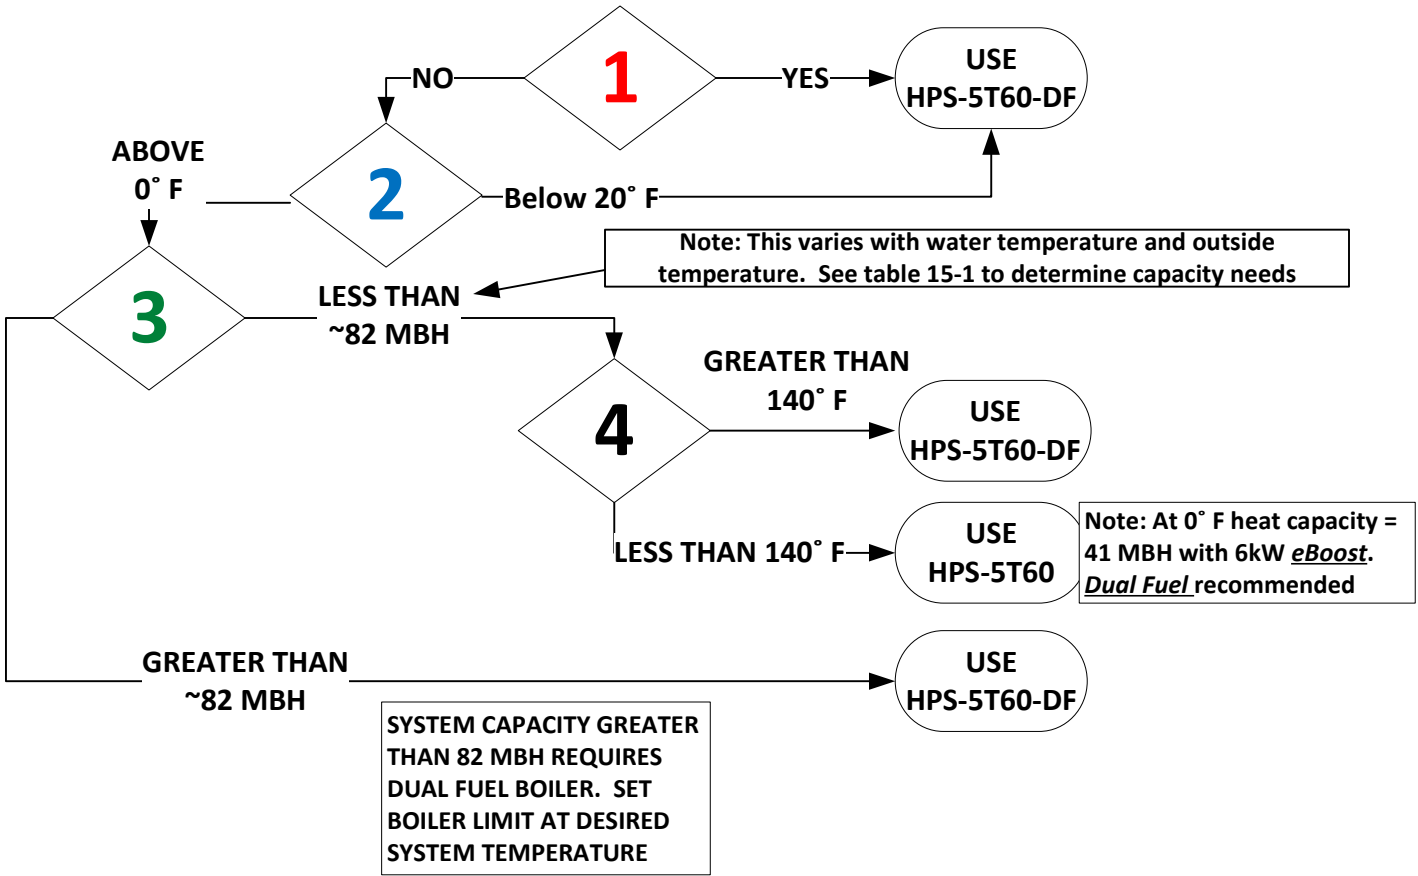 1
NO
YES
USE
HPS-5T60-DF
ABOVE
0˚ F
2
Below 20˚ F
Note: This varies with water temperature and outside
temperature.  See table 15-1 to determine capacity needs
3
LESS THAN
~82 MBH
4
GREATER THAN
140˚ F
USE
HPS-5T60-DF
LESS THAN 140˚ F
USE
HPS-5T60
Note: At 0˚ F heat capacity =
41 MBH with 6kW eBoost.
Dual Fuel recommended
GREATER THAN
~82 MBH
USE
HPS-5T60-DF
SYSTEM CAPACITY GREATER
THAN 82 MBH REQUIRES
DUAL FUEL BOILER.  SET
BOILER LIMIT AT DESIRED
SYSTEM TEMPERATURE